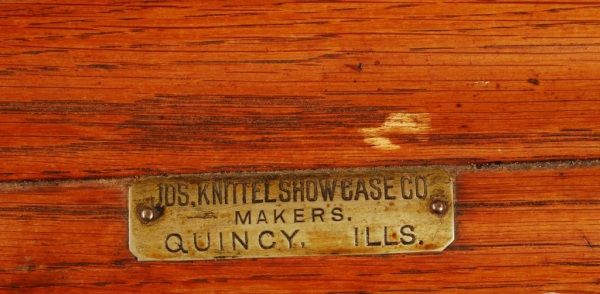 JOS. KNITTEL SHOW CASE CO
MAKERS.
QUINCY, ILLS.